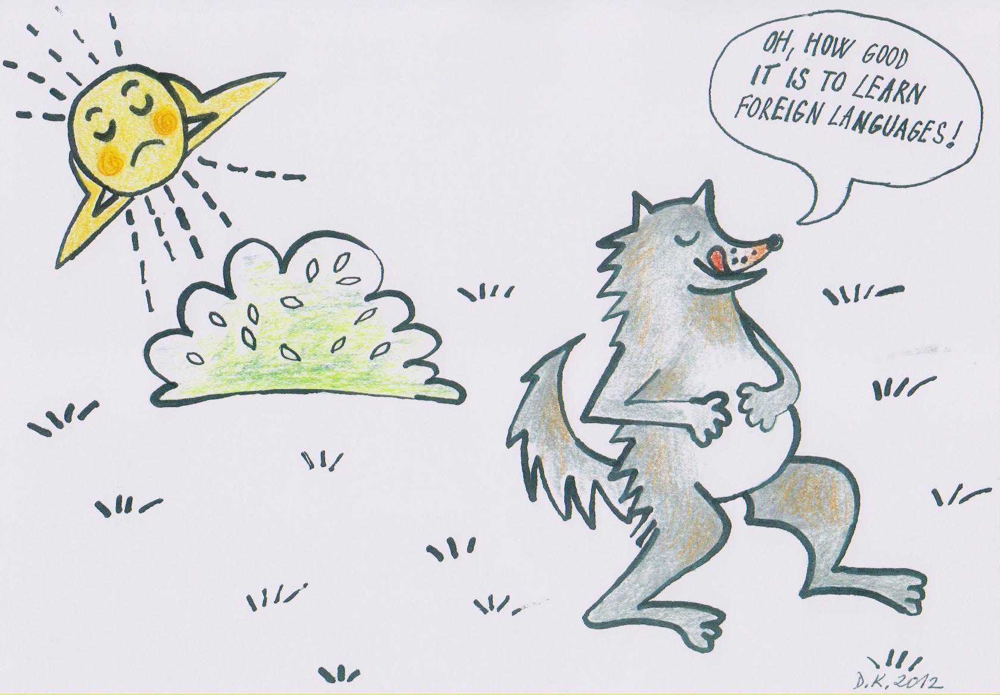 OH, HOW GOOD
IT IS TO LEARN
FOREIGN LANGUAGES!
D.K. 2012